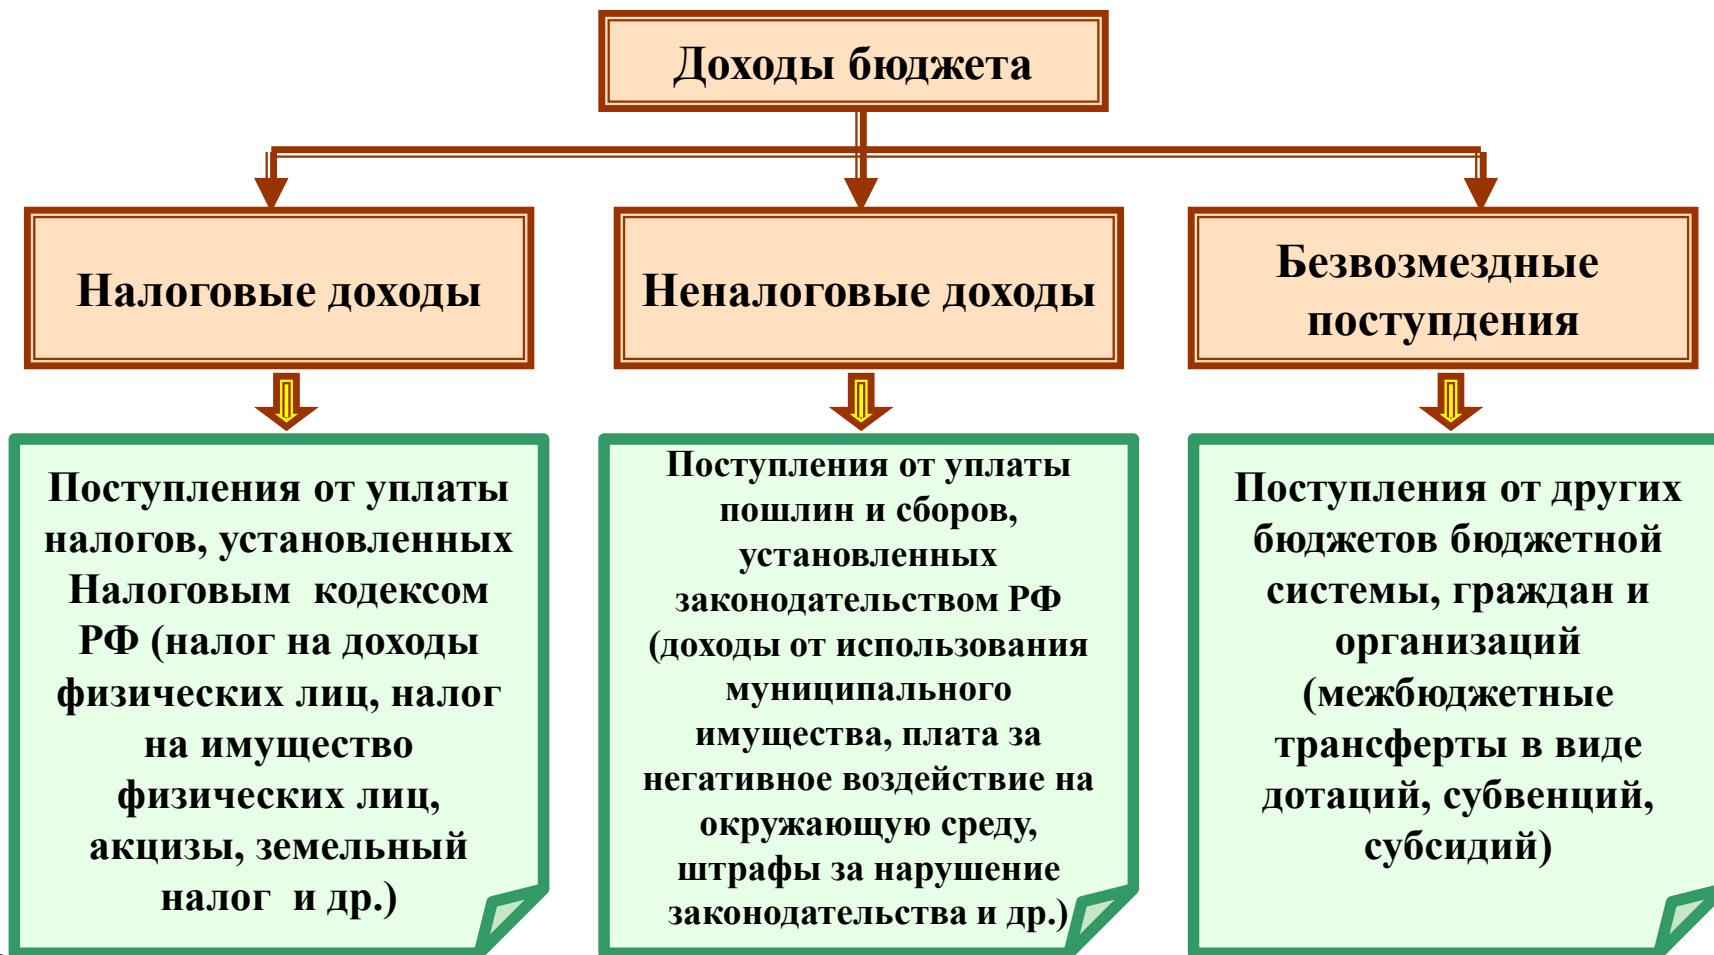 Доходы бюджета
Налоговые доходы
Неналоговые доходы
Безвозмездные
поступдения
Поступления от уплаты
налогов, установленных
Налоговым кодексом
РФ (налог на доходы
физических лиц, налог
на имущество
физических лиц,
акцизы, земельный
налог и др.)
Поступления от уплаты
пошлин и сборов,
установленных
законодательством РФ
(доходы от использования
муниципального
имущества, плата за
негативное воздействие на
окружающую среду,
штрафы за нарушение
законодательства и др.)
Поступления от других
бюджетов бюджетной
системы, граждан и
организаций
(межбюджетные
трансферты в виде
дотаций, субвенций,
субсидий)